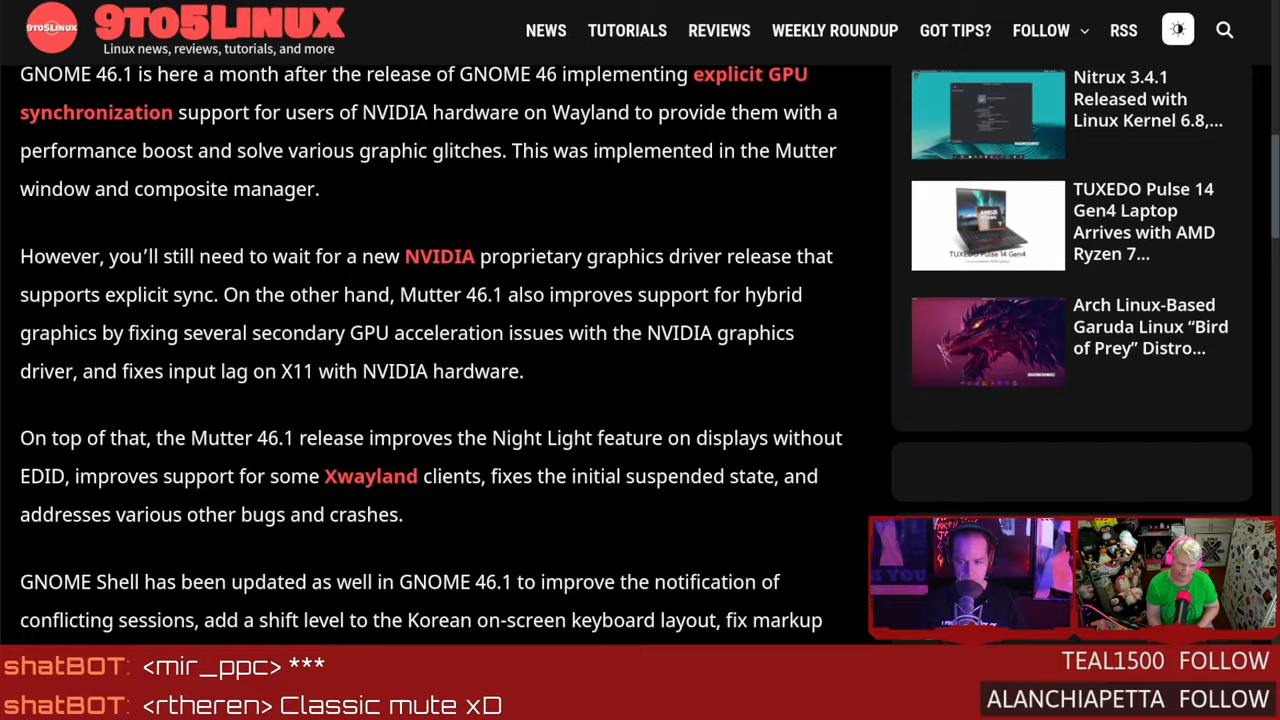 9TO5LINUX
9TO5LINUX
Linux news, reviews, tutorials, and more
NEWS TUTORIALS REVIEWS WEEKLY ROUNDUP GOT TIPS? FOLLOW RSS
GNOME 46.1 is here a month after the release of GNOME 46 implementing explicit GPU
synchronization support for users of NVIDIA hardware on Wayland to provide them with a
performance boost and solve various graphic glitches. This was implemented in the Mutter
window and composite manager.
However, you’ll still need to wait for a new NVIDIA proprietary graphics driver release that
supports explicit sync. On the other hand, Mutter 46.1 also improves support for hybrid
graphics by fixing several secondary GPU acceleration issues with the NVIDIA graphics
driver, and fixes input lag on X11 with NVIDIA hardware.
On top of that, the Mutter 46.1 release improves the Night Light feature on displays without
EDID, improves support for some Xwayland clients, fixes the initial suspended state, and
addresses various other bugs and crashes.
GNOME Shell has been updated as well in GNOME 46.1 to improve the notification of
conflicting sessions, add a shift level to the Korean on-screen keyboard layout, fix markup
Nitrux 3.4.1
Released with
Linux Kernel 6.8,...
TUXEDO Pulse 14
Gen4 Laptop
Arrives with AMD
Ryzen 7...
TUXEDO Pulse 14 Gen4
Arch Linux-Based
Garuda Linux “Bird
of Prey” Distro...
shatBOT: <mir_ppc> ***
shatBOT: <rtheren> Classic mute xD
TEAL1500 FOLLOW
ALANCHIAPETTA FOLLOW